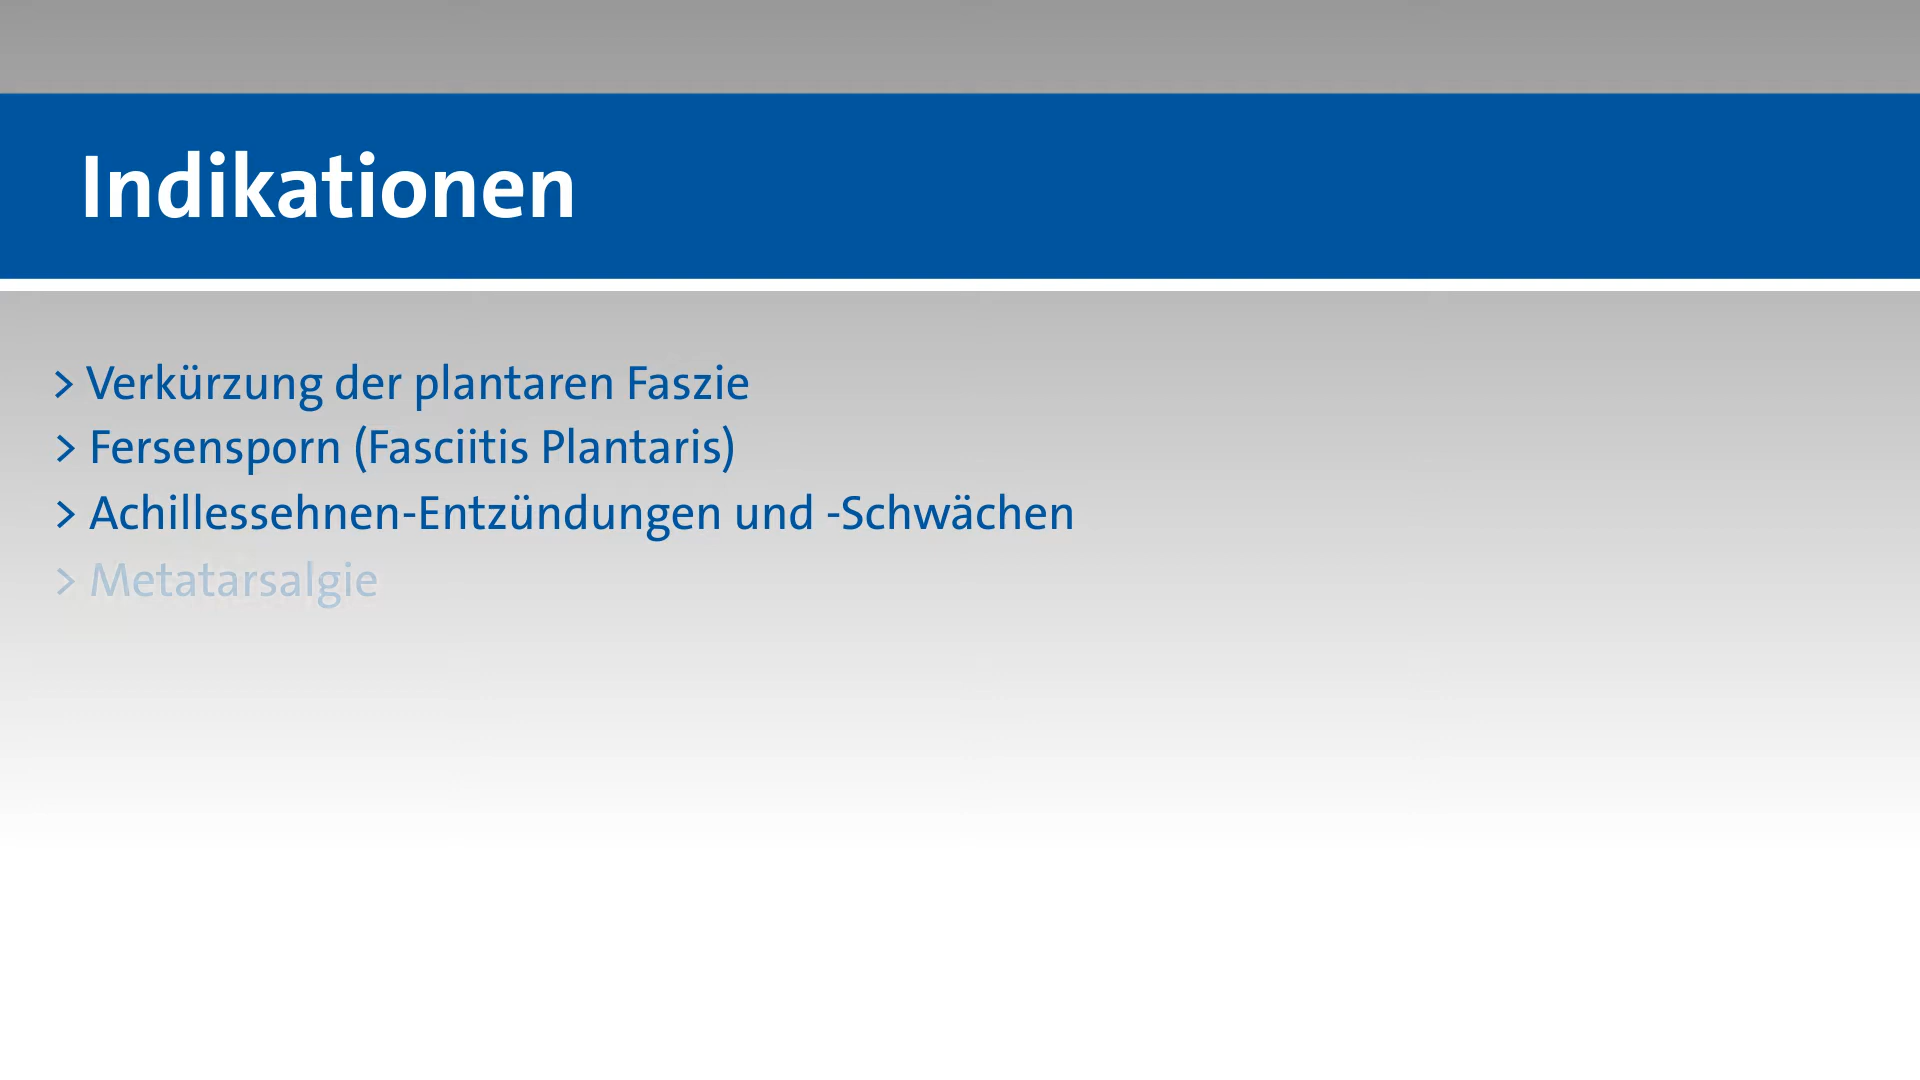 Indikationen
> Verkürzung der plantaren Faszie
> Fersensporn (Fasciitis Plantaris)
> Achillessehnen-Entzündungen und -Schwächen
> Metatarsalgie